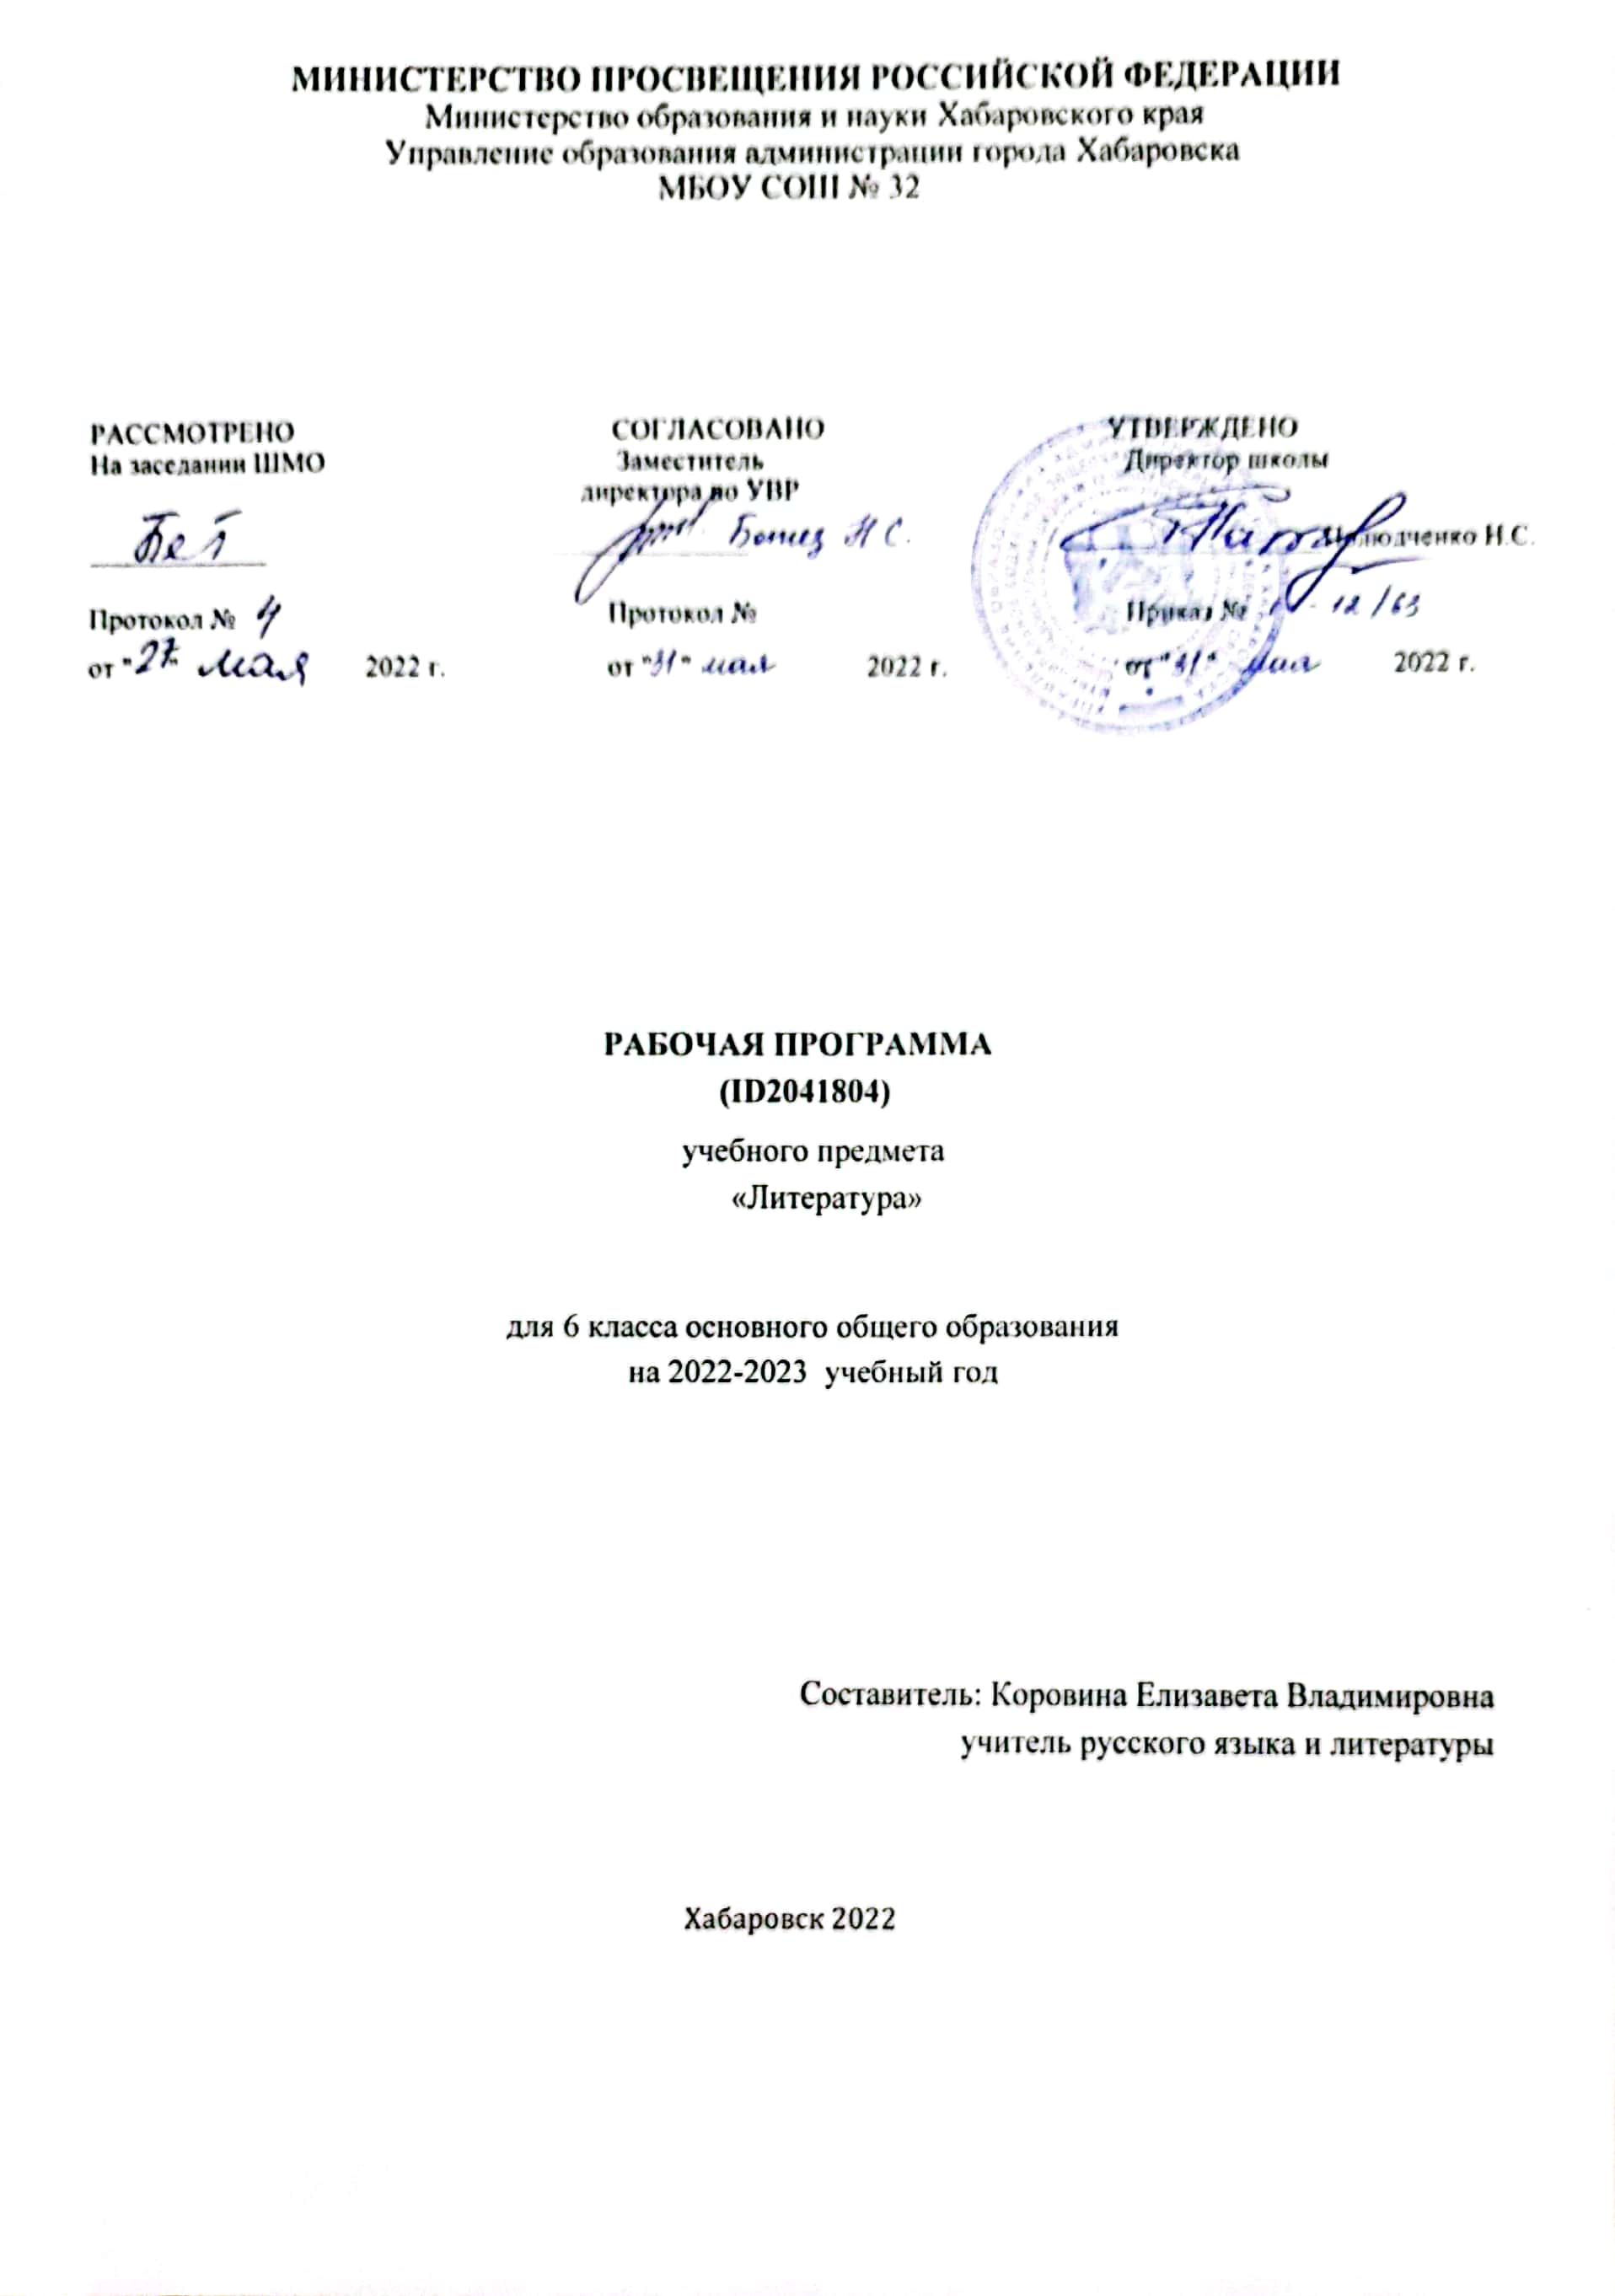 МИНИСТЕРСТВО ПРОСВЕЩЕНИЯ РОССИЙСКОЙ ФЕДЕРАЦИИ
Министерство образования и науки Хабаровского края
Управление образования администрации города Хабаровска
МБОУ СОШ № 32
РАССМОТРЕНО
На заседании ШМО
Протокол № 4
от "27" мая 2022 г.
СОГЛАСОВАНО
Заместитель
директора по УВР
Н С.
Протокол №
от "31" мая 2022 г.
УТВЕРЖДЕНО
Директор школы
Н.С.
Приказ № 12/63
от "31" мая 2022 г.
РАБОЧАЯ ПРОГРАММА
(ID2041804)
учебного предмета
«Литература»
для 6 класса основного общего образования
на 2022-2023 учебный год
Составитель: Коровина Елизавета Владимировна
учитель русского языка и литературы
Хабаровск 2022